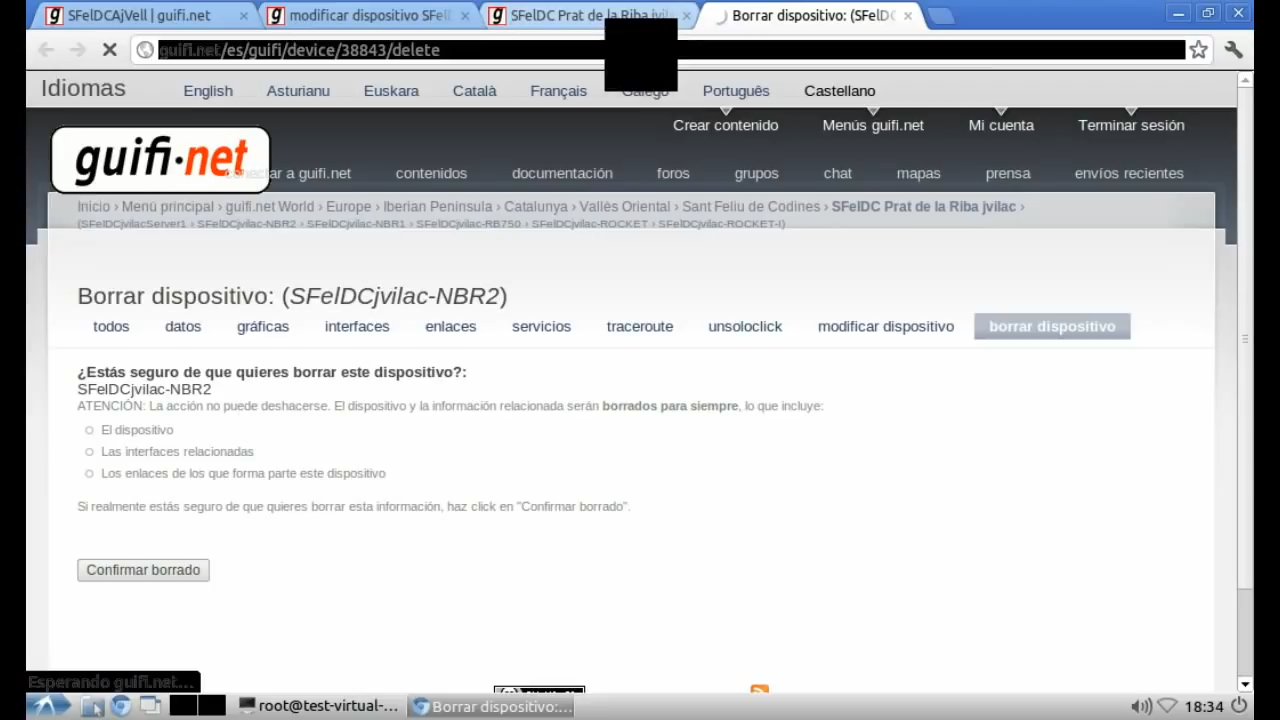 SFelDCAjVell | guifi.net
modificar dispositivo SFelD
SFelDC Prat de la Riba jvila
Borrar dispositivo: (SFelDC
guifi.net/es/guifi/device/38843/delete
Idiomas English Asturianu Euskara Català Français Galego Português Castellano
Crear contenido Menús guifi.net Mi cuenta Terminar sesión
guifi·net
conectar a guifi.net contenidos documentación foros grupos chat mapas prensa envíos recientes
Inicio › Menú principal › guifi.net World › Europe › Iberian Peninsula › Catalunya › Vallès Oriental › Sant Feliu de Codines › SFelDC Prat de la Riba jvilac ›
(SFelDCjvilacServer1 › SFelDCjvilac-NBR2 › SFelDCjvilac-NBR1 › SFelDCjvilac-RB750 › SFelDCjvilac-ROCKET › SFelDCjvilac-ROCKET-I)
Borrar dispositivo: (SFelDCjvilac-NBR2)
todos datos gráficas interfaces enlaces servicios traceroute unsoloclick modificar dispositivo borrar dispositivo
¿Estás seguro de que quieres borrar este dispositivo?:
SFelDCjvilac-NBR2
ATENCIÓN: La acción no puede deshacerse. El dispositivo y la información relacionada serán borrados para siempre, lo que incluye:
El dispositivo
Las interfaces relacionadas
Los enlaces de los que forma parte este dispositivo
Si realmente estás seguro de que quieres borrar esta información, haz click en "Confirmar borrado".
Confirmar borrado
Esperando guifi.net...
root@test-virtual-...
Borrar dispositivo:...
18:34